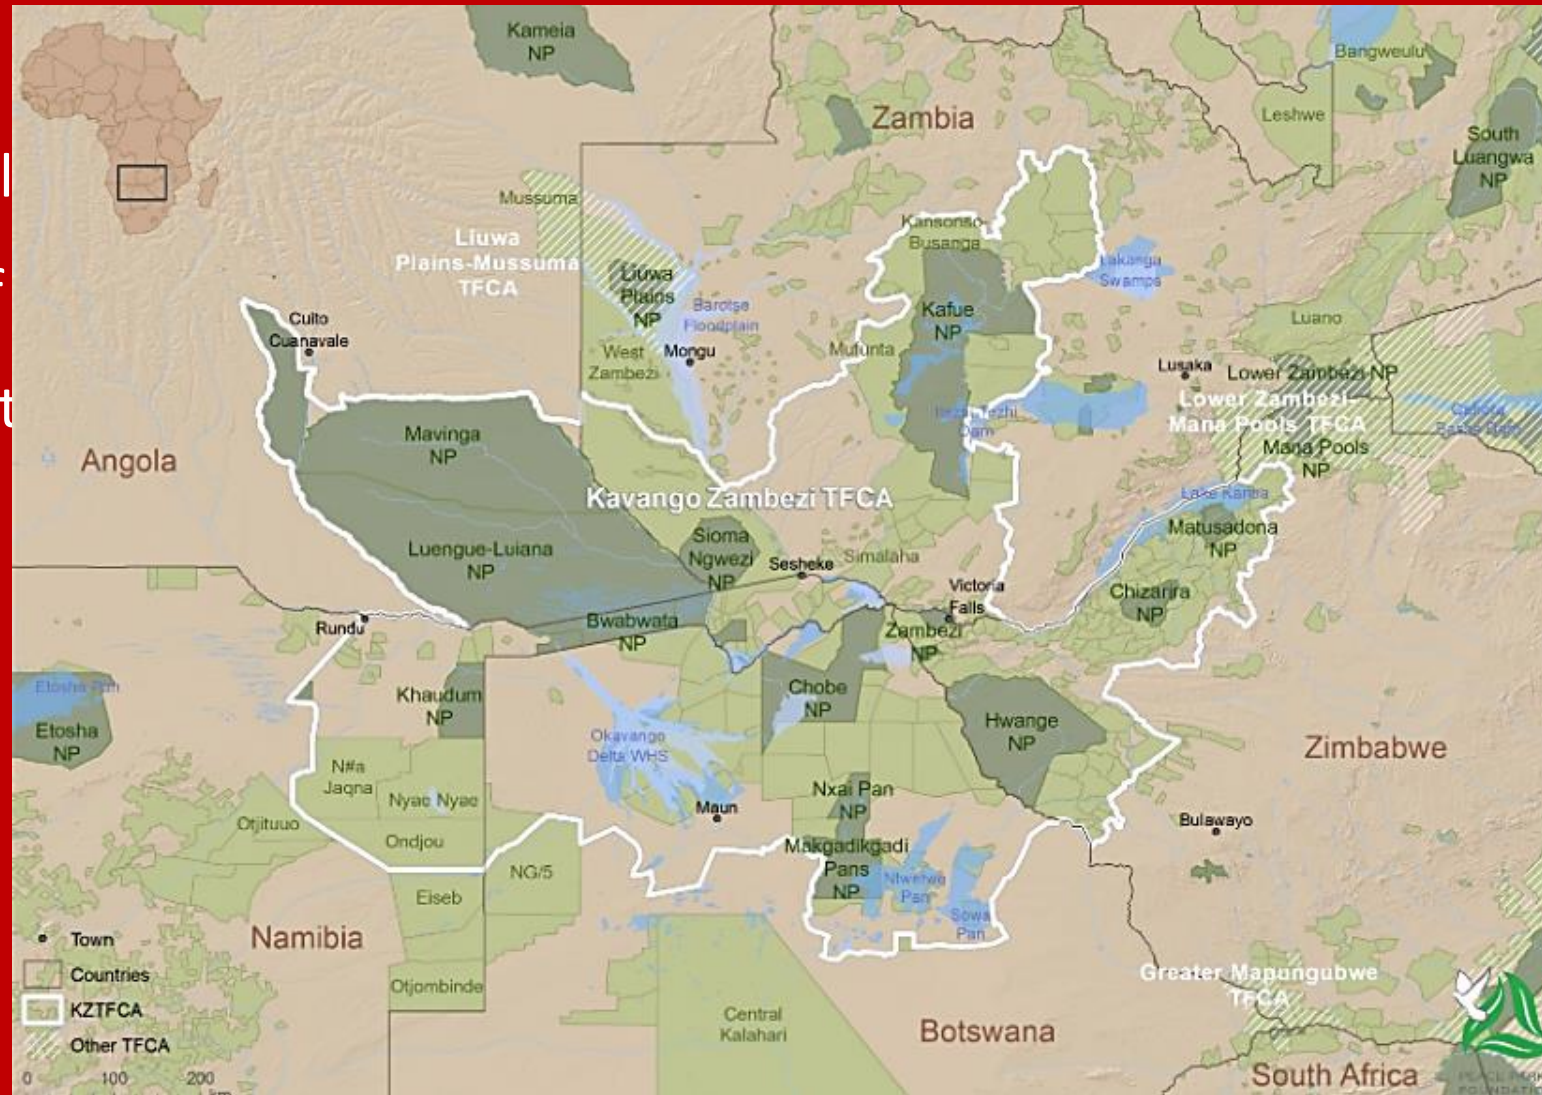 Kameia
NP
Zambia
Bangweulu
Leshwe
South
Luangwa
NP
Mussuma
Liuwa
Plains-Mussuma
TFCA
Kansonso-
Busanga
Lukanga
Swamps
Liuwa
Plains
NP
Barotse
Floodplain
Kafue
NP
Luano
Cuito
Cuanavale
West
Zambezi
Mongu
Mufunta
Lusaka
Lower Zambezi NP
Lower Zambezi-
Mana Pools TFCA
Mana Pools
NP
Dam
Angola
Mavinga
NP
Kavango Zambezi TFCA
Lake Kariba
Matusadona
NP
Luengue-Luiana
NP
Sioma
Ngwezi
NP
Sesheke
Simalaha
Victoria
Falls
Chizarira
NP
Rundu
Bwabwata
NP
Zambezi
NP
Etosha Pan
Etosha
NP
Khaudum
NP
Chobe
NP
Hwange
NP
Okavango
Delta WHS
Zimbabwe
N#a
Jaqna
Nyae Nyae
Nxai Pan
NP
Maun
Otjituuo
Ondjou
Makgadikgadi
Pans
NP
Bulawayo
Eiseb
NG/5
Ntwetwe
Pan
Sowa
Pan
Namibia
Otjombinde
Central
Kalahari
Botswana
Greater Mapungubwe
TFCA
South Africa
Town
Countries
KZTFCA
Other TFCA
0 100 200
km
PEACE PARKS
FOUNDATION